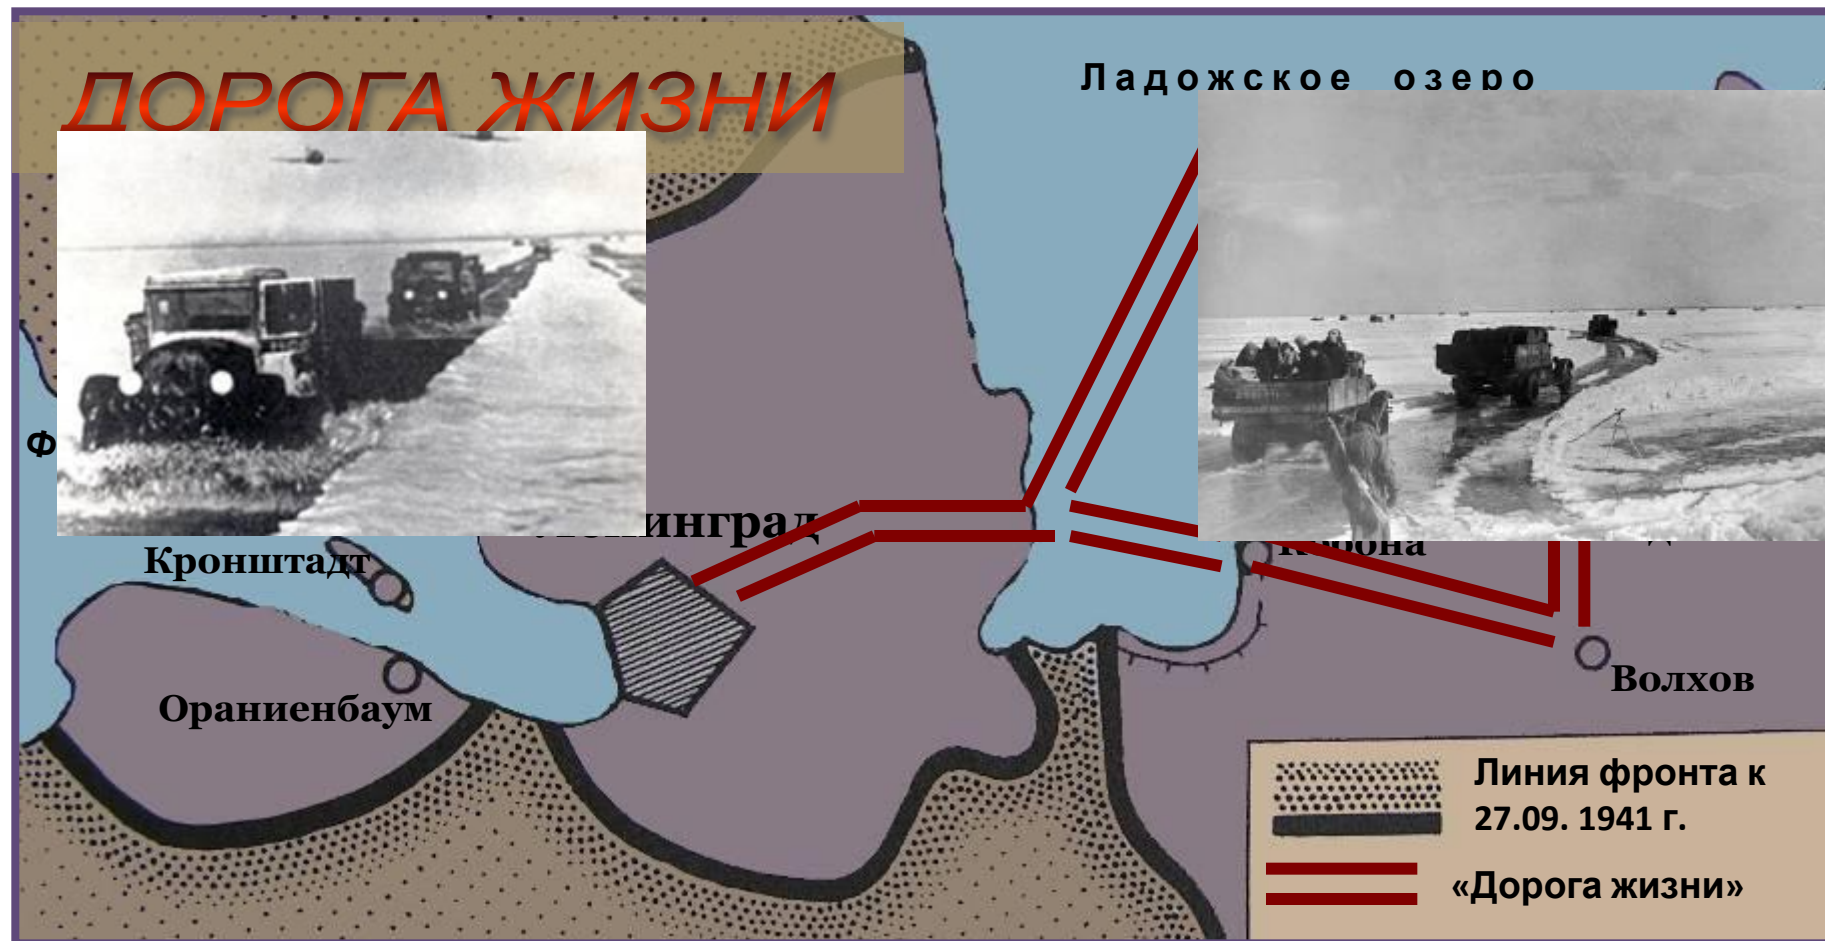 ДОРОГА ЖИЗНИ
Ладожское озеро
Кронштадт
Ораниенбаум
Волхов
Линия фронта к
27.09. 1941 г.
«Дорога жизни»